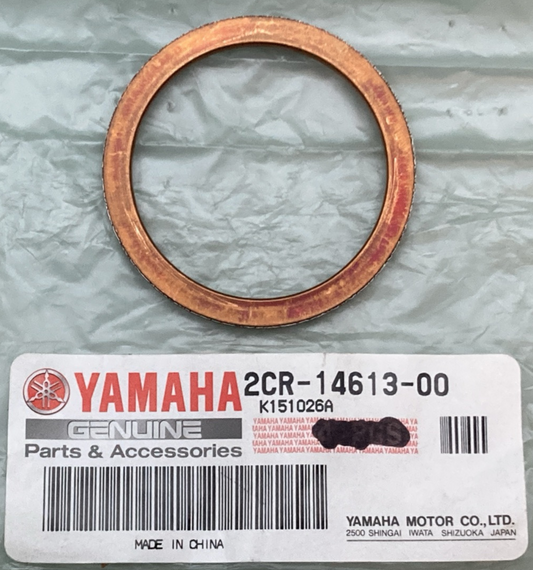 YAMAHA 2CR-14613-00
K151026A
GENUINE
Parts & Accessories
MADE IN CHINA
YAMAHA MOTOR CO.,LTD.
2500 SHINGAI IWATA SHIZUOKA JAPAN